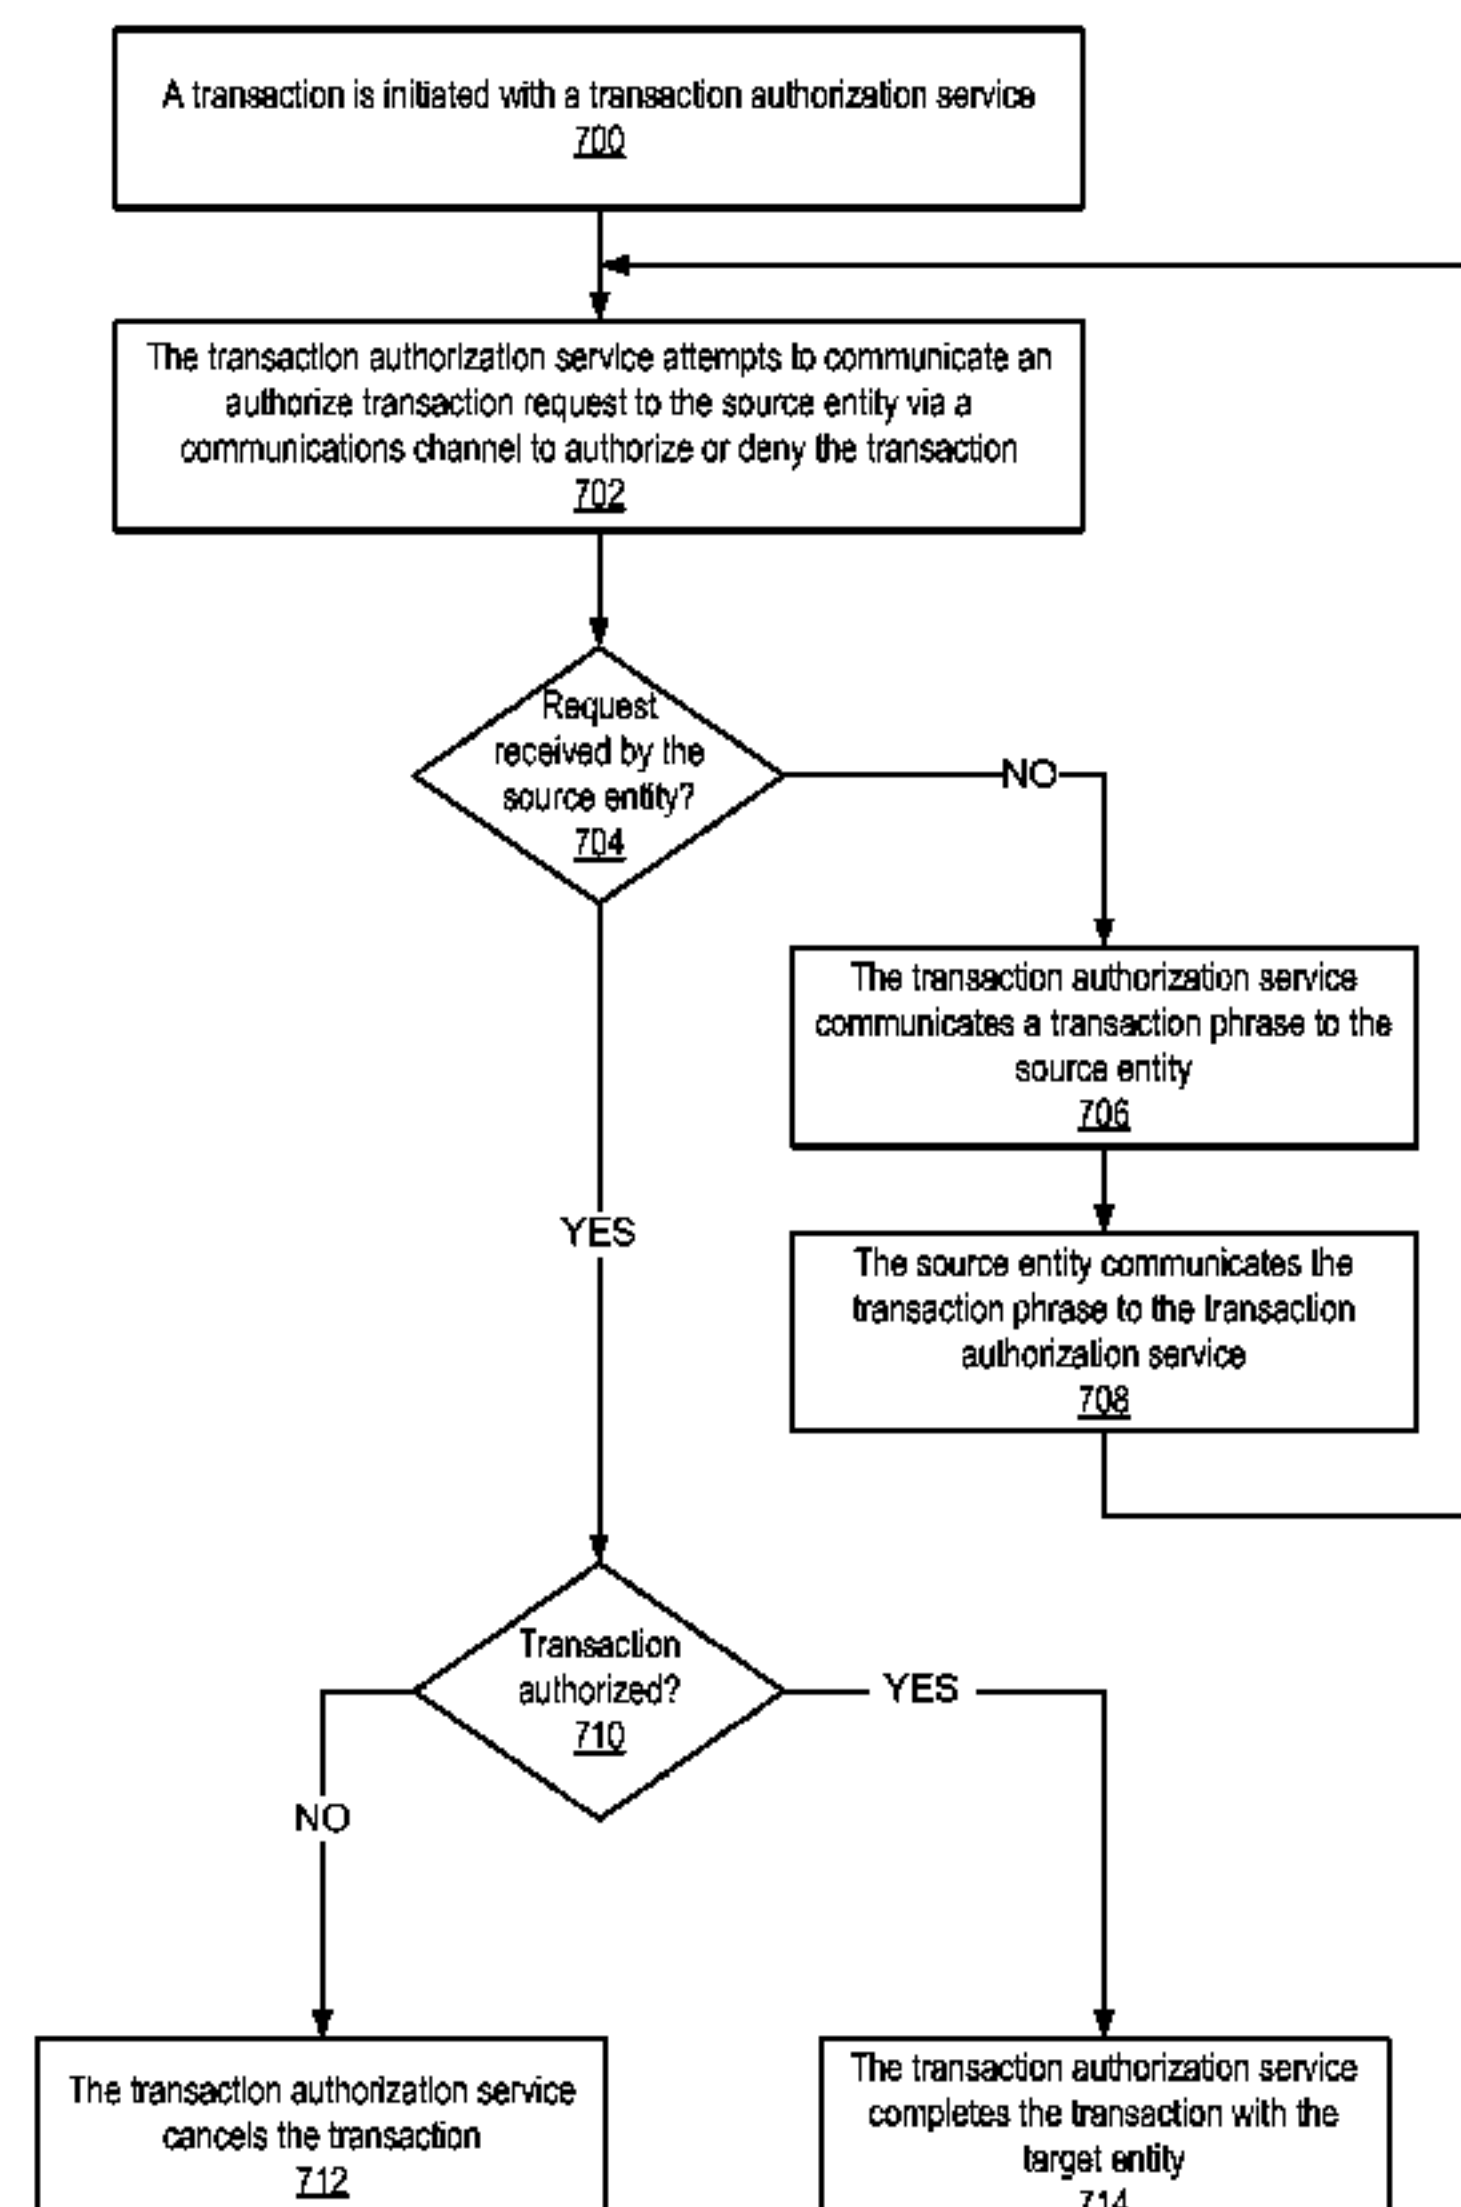 A transaction is initiated with a transaction authorization service
700
The transaction authorization service attempts to communicate an
authorize transaction request to the source entity via a
communications channel to authorize or deny the transaction
702
Request
received by the
source entity?
704
NO
The transaction authorization service
communicates a transaction phrase to the
source entity
706
The source entity communicates the
transaction phrase to the transaction
authorization service
708
YES
Transaction
authorized?
710
YES
NO
The transaction authorization service
cancels the transaction
712
The transaction authorization service
completes the transaction with the
target entity
714